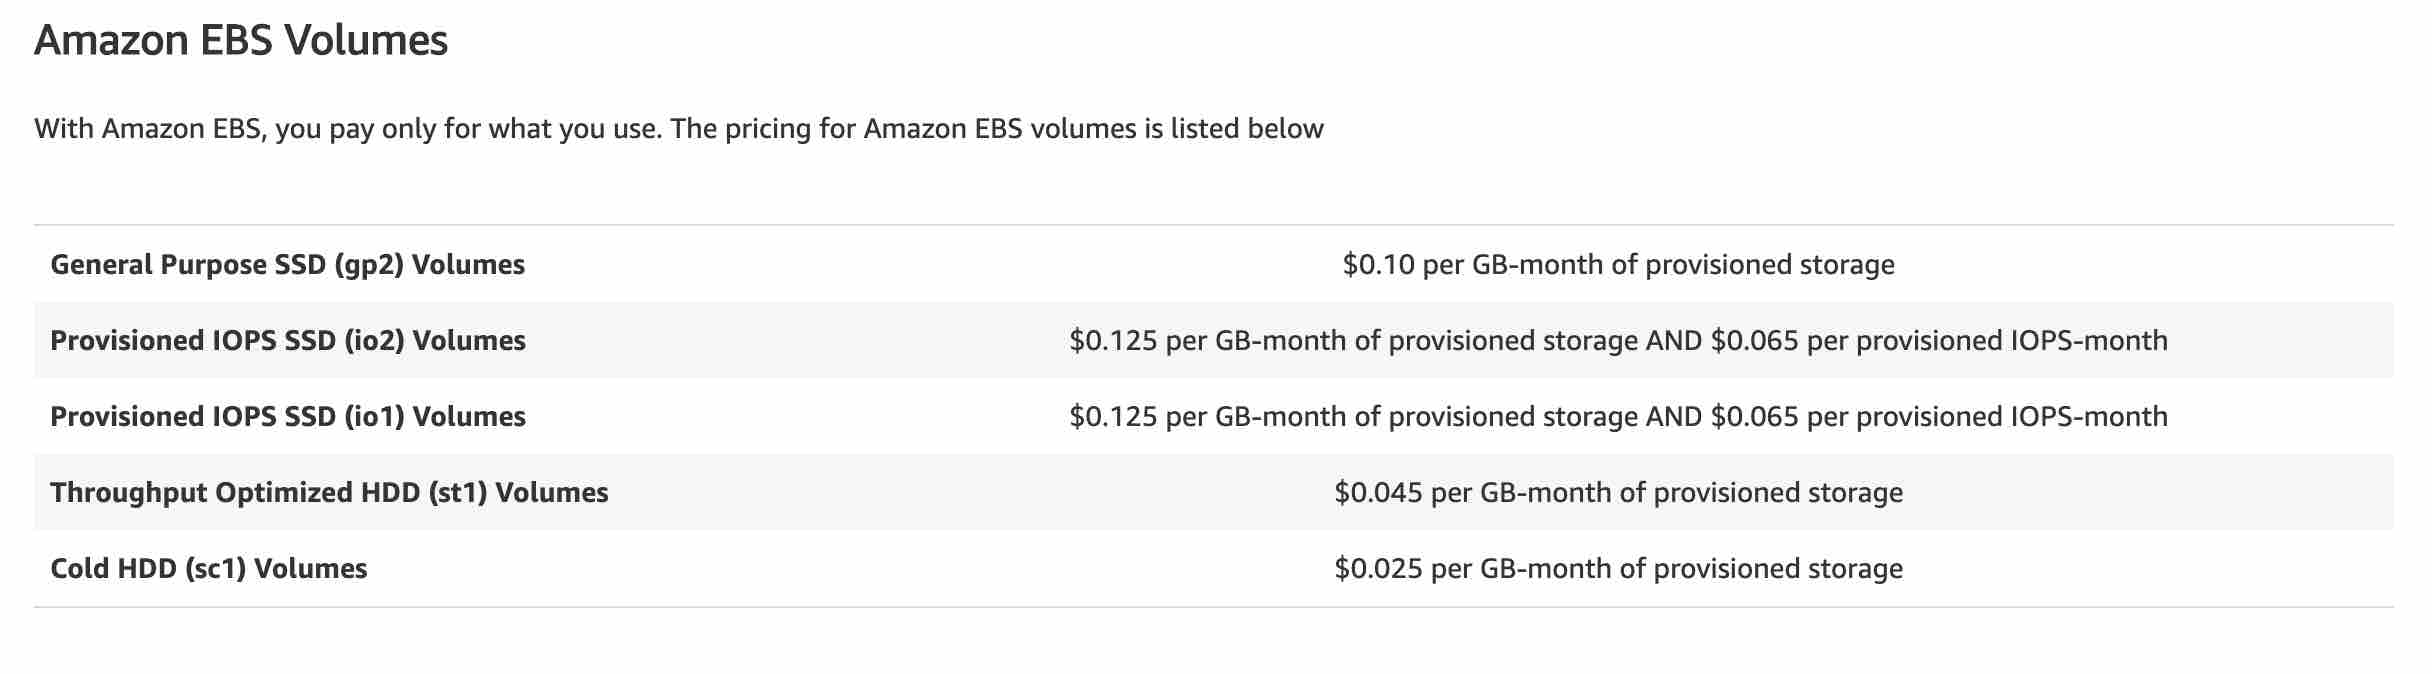 Amazon EBS Volumes
With Amazon EBS, you pay only for what you use. The pricing for Amazon EBS volumes is listed below
General Purpose SSD (gp2) Volumes $0.10 per GB-month of provisioned storage
Provisioned IOPS SSD (io2) Volumes $0.125 per GB-month of provisioned storage AND $0.065 per provisioned IOPS-month
Provisioned IOPS SSD (io1) Volumes $0.125 per GB-month of provisioned storage AND $0.065 per provisioned IOPS-month
Throughput Optimized HDD (st1) Volumes $0.045 per GB-month of provisioned storage
Cold HDD (sc1) Volumes $0.025 per GB-month of provisioned storage